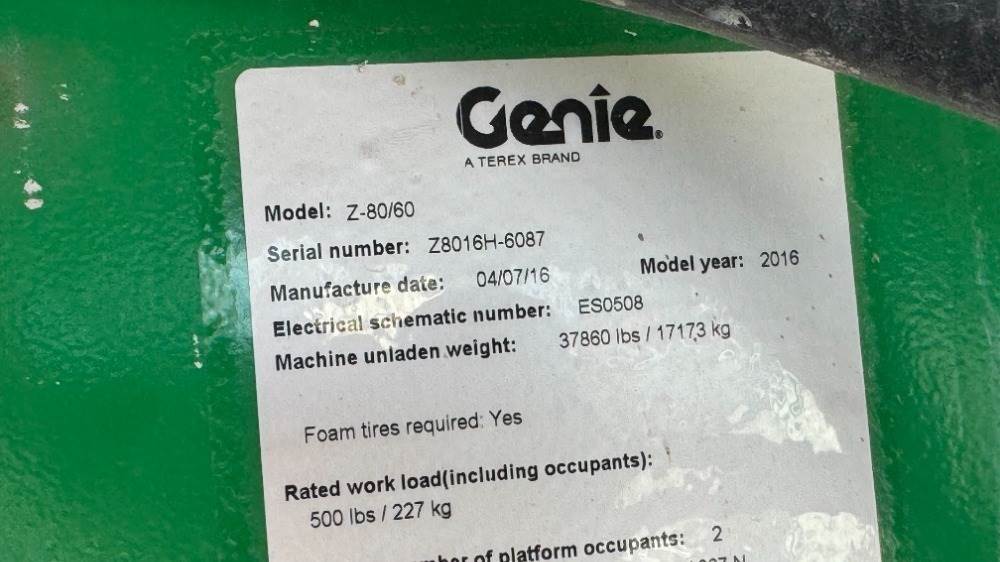 Genie.
A TEREX BRAND
Model: Z-80/60
Serial number: Z8016H-6087
Manufacture date: 04/07/16 Model year: 2016
Electrical schematic number: ES0508
Machine unladen weight: 37860 lbs / 17173 kg
Foam tires required: Yes
Rated work load(including occupants):
500 lbs / 227 kg
of platform occupants: 2